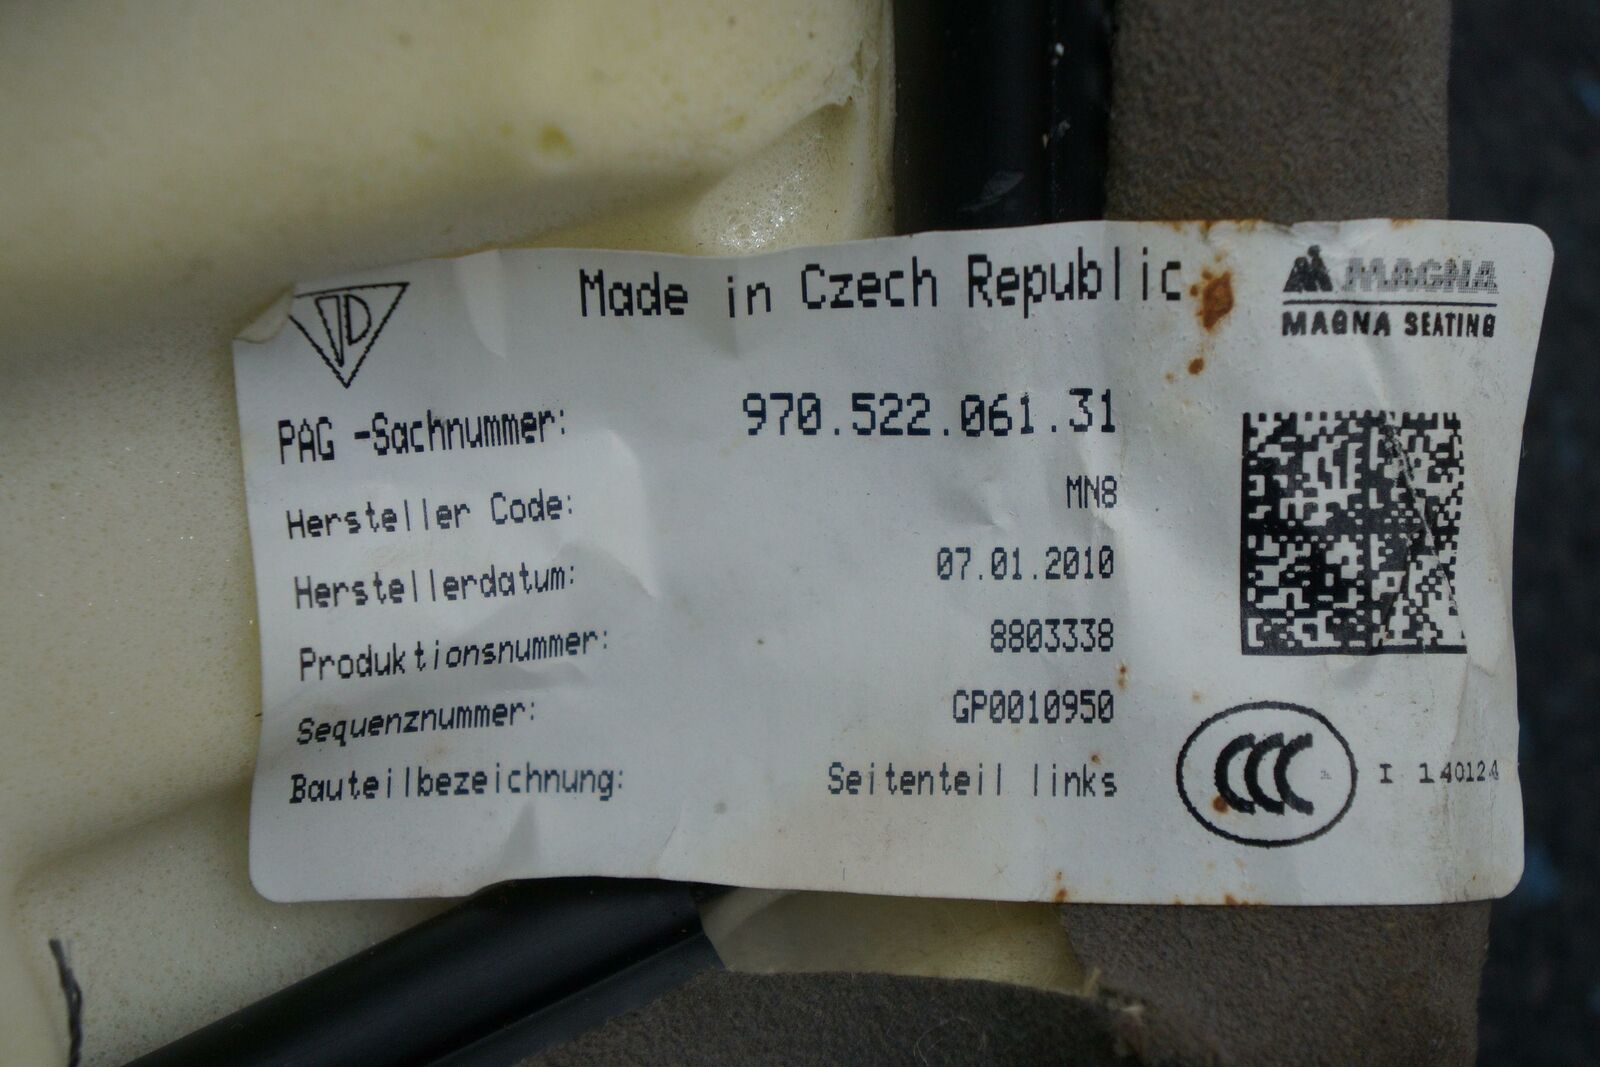 Made in Czech Republic
MAGNA
MAGNA SEATING
PAG -Sachnummer: 970.522.061.31
Hersteller Code: MN8
Herstellerdatum: 07.01.2010
Produktionsnummer: 8803338
Sequenznummer: GP0010950
Bauteilbezeichnung: Seitenteil links
CCC